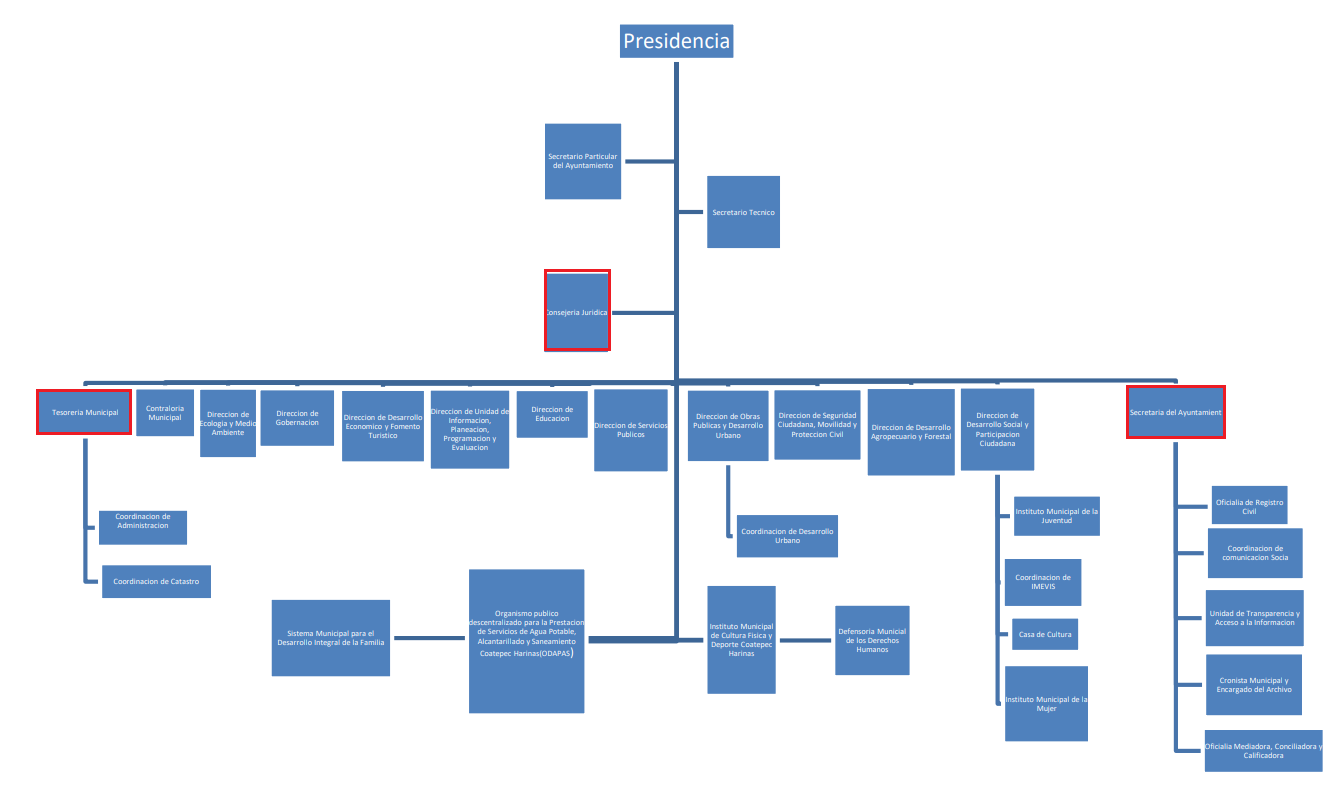 Presidencia
Secretario Particular
del Ayuntamiento
Secretario Tecnico
Consejeria Juridica
Tesoreria Municipal
Contraloria
Municipal
Direccion de
Ecologia y Medio
Ambiente
Direccion de
Gobernacion
Direccion de Desarrollo
Economico y Fomento
Turistico
Direccion de Unidad de
Informacion,
Planeacion,
Programacion y
Evaluacion
Direccion de
Educacion
Direccion de Servicios
Publicos
Direccion de Obras
Publicas y Desarrollo
Urbano
Direccion de Seguridad
Ciudadana, Movilidad y
Proteccion Civil
Direccion de Desarrollo
Agropecuario y Forestal
Direccion de
Desarrollo Social y
Participacion
Ciudadana
Secretaria del Ayuntamient
Coordinacion de
Administracion
Coordinacion de Catastro
Coordinacion de Desarrollo
Urbano
Instituto Municipal de la
Juventud
Coordinacion de
IMEVIS
Casa de Cultura
Instituto Municipal de la
Mujer
Oficialia de Registro
Civil
Coordinacion de
comunicacion Socia
Unidad de Transparencia y
Acceso a la Informacion
Cronista Municipal y
Encargado del Archivo
Oficialia Mediadora, Conciliadora y
Calificadora
Sistema Municipal para el
Desarrollo Integral de la Familia
Organismo publico
descentralizado para la Prestacion
de Servicios de Agua Potable,
Alcantarillado y Saneamiento
Coatepec Harinas(ODAPAS)
Instituto Municipal
de Cultura Fisica y
Deporte Coatepec
Harinas
Defensoria Municial
de los Derechos
Humanos